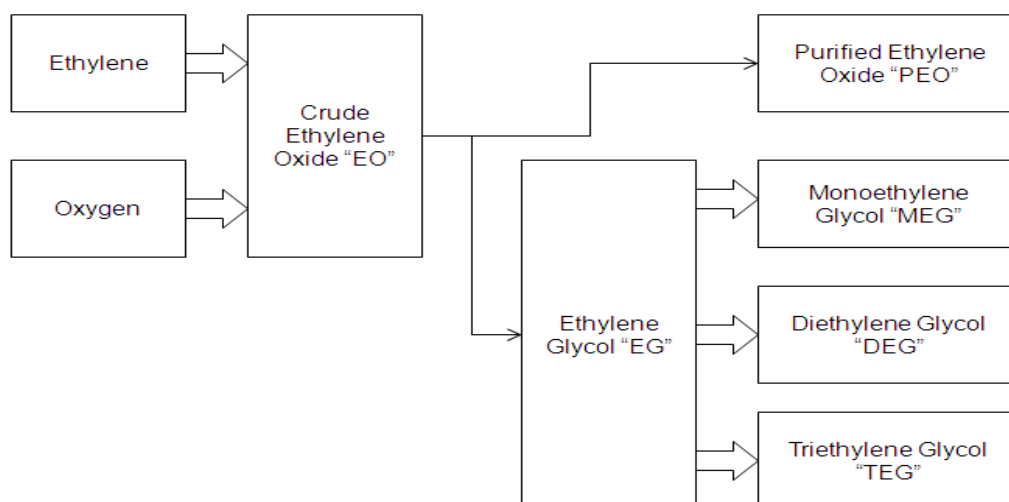 Ethylene
Oxygen
Crude
Ethylene
Oxide “EO”
Purified Ethylene
Oxide “PEO”
Ethylene
Glycol “EG”
Monoethylene
Glycol “MEG”
Diethylene Glycol
“DEG”
Triethylene Glycol
“TEG”